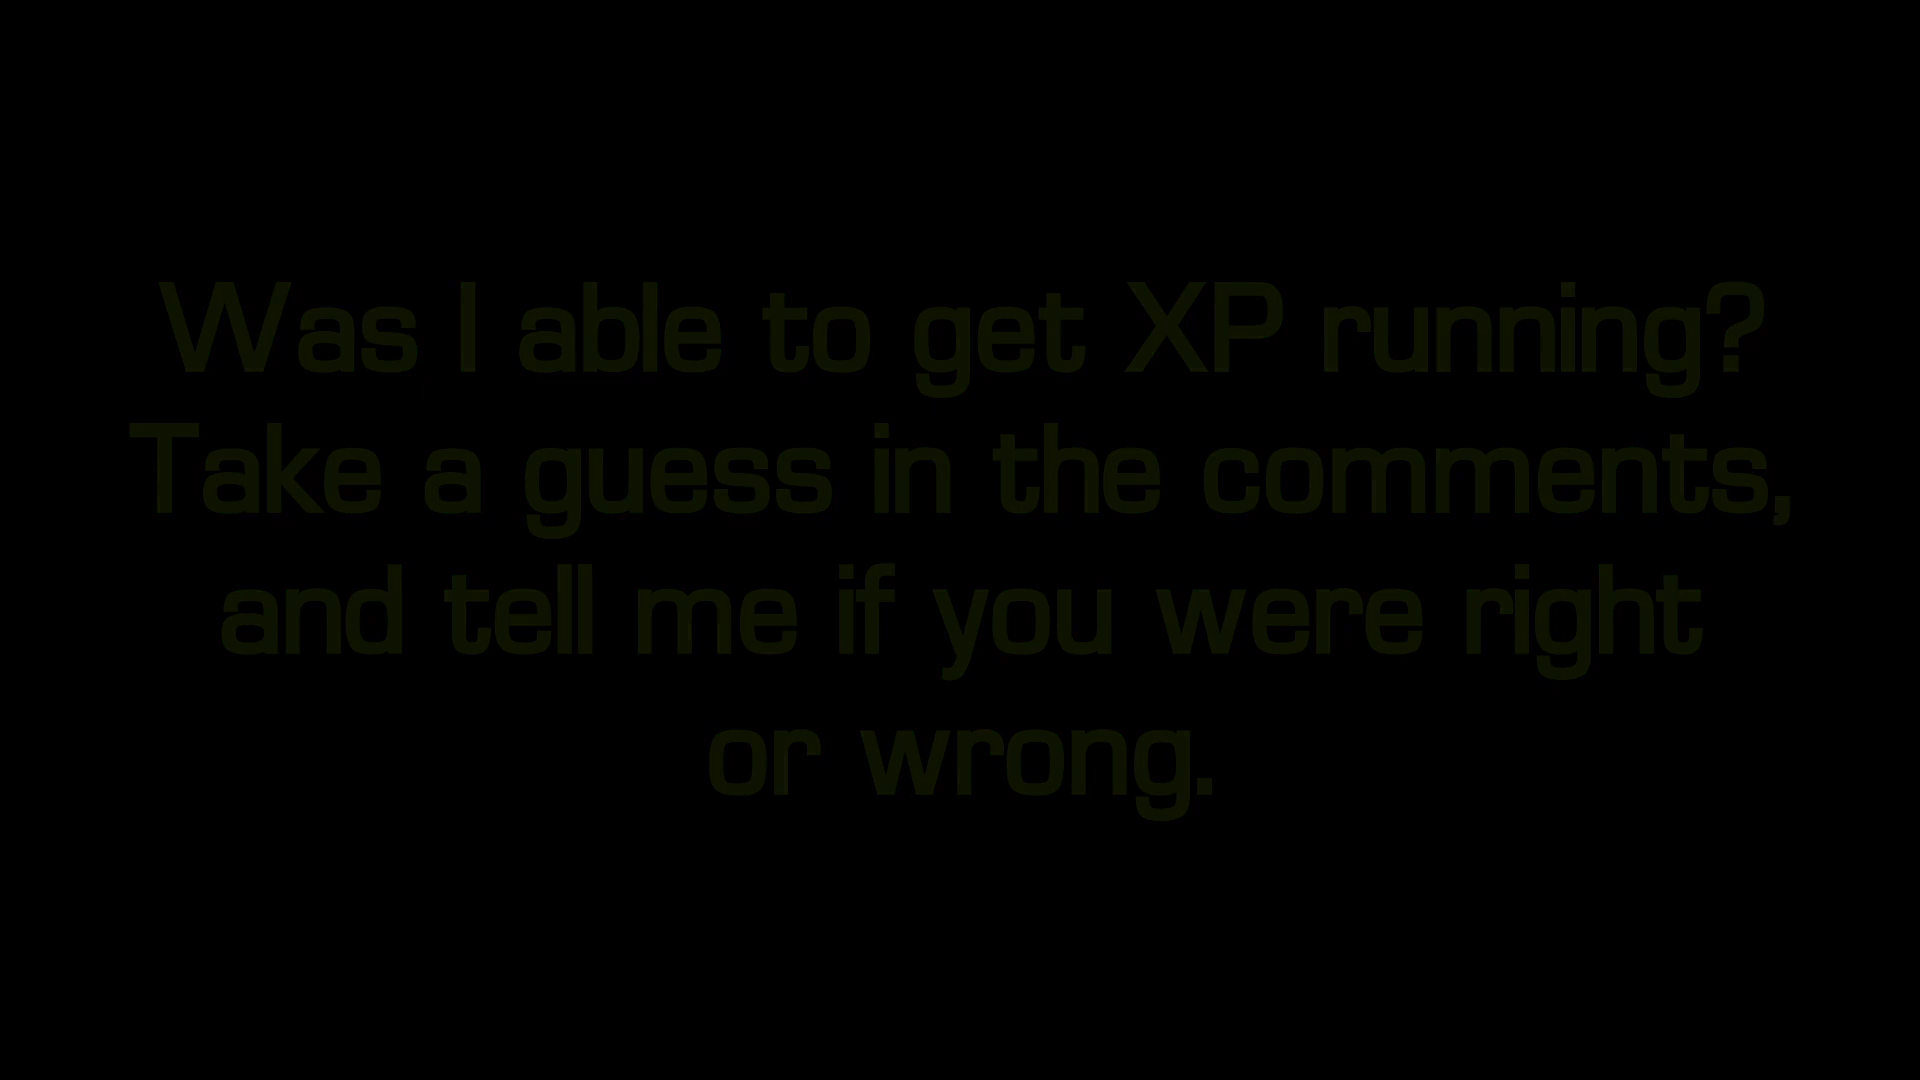 Was I able to get XP running?
Take a guess in the comments,
and tell me if you were right
or wrong.